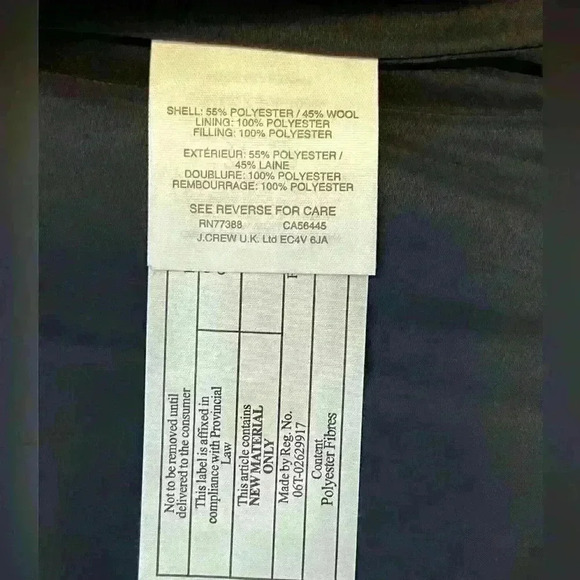 SHELL: 55% POLYESTER / 45% WOOL
LINING: 100% POLYESTER
FILLING: 100% POLYESTER
EXTÉRIEUR: 55% POLYESTER /
45% LAINE
DOUBLURE: 100% POLYESTER
REMBOURRAGE: 100% POLYESTER
SEE REVERSE FOR CARE
RN77388 CA56445
J.CREW U.K. Ltd EC4V 6JA
Not to be removed until
delivered to the consumer
This label is affixed in
compliance with Provincial
Law
This article contains
NEW MATERIAL
ONLY
Made by Reg. No.
06T-02629917
Content
Polyester Fibres